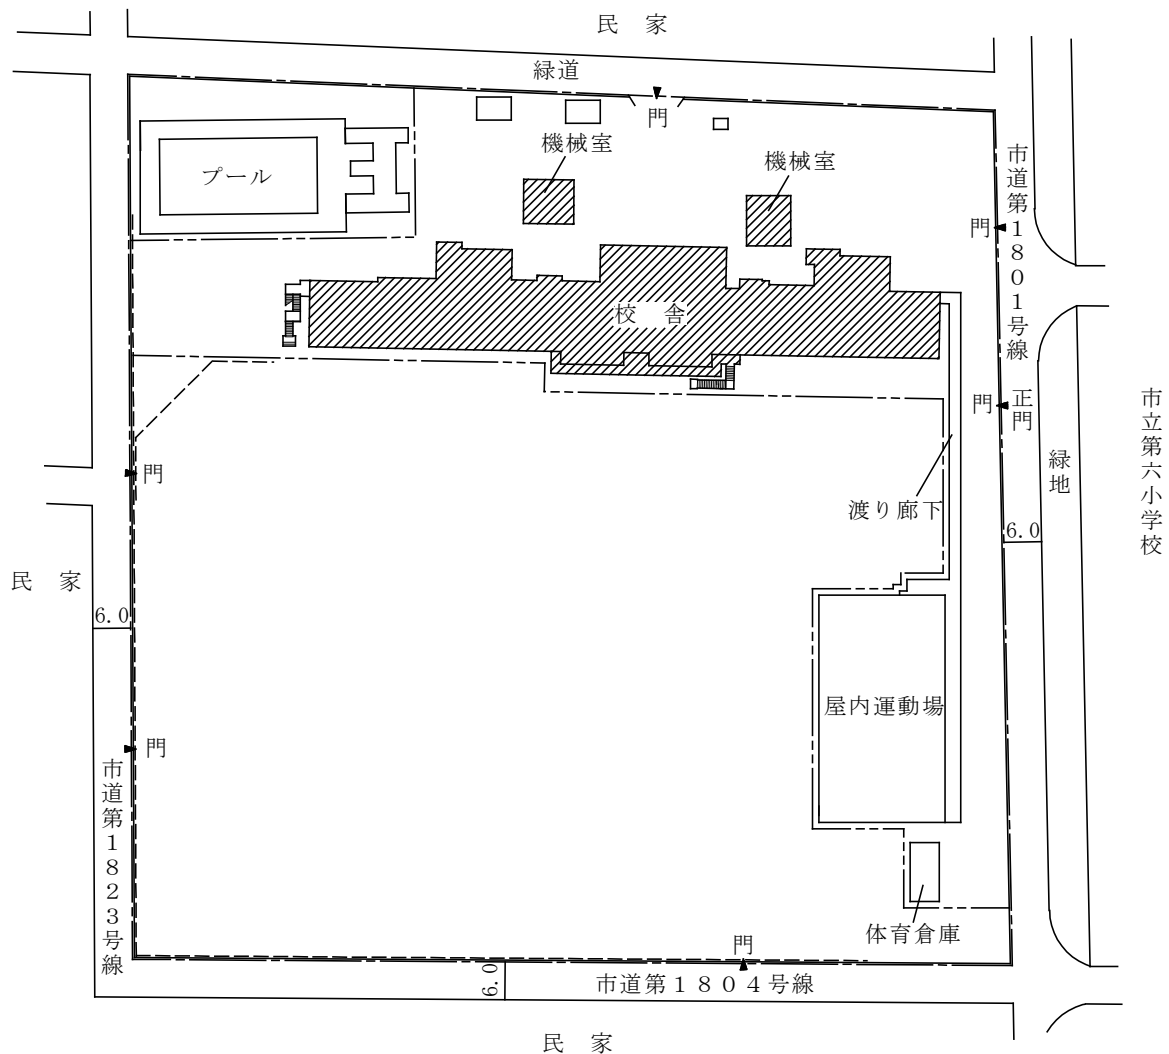 民　家
緑道
門
機械室
機械室
プール
市道第１８０１号線
門
校　舎
門
正門
市立第六小学校
緑地
門
渡り廊下
6.0
民　家
6.0
屋内運動場
門
市道第１８２３号線
体育倉庫
門
6.0
市道第１８０４号線
民　家